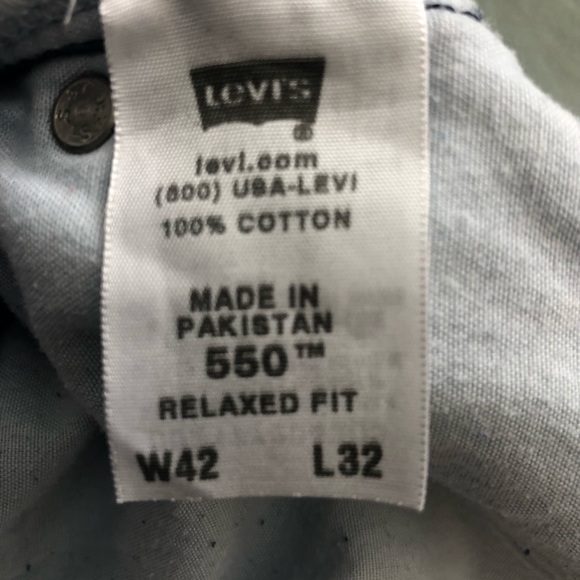 LEVI'S
®
levi.com
(800) USA-LEVI
100% COTTON
MADE IN
PAKISTAN
550™
RELAXED FIT
W42 L32